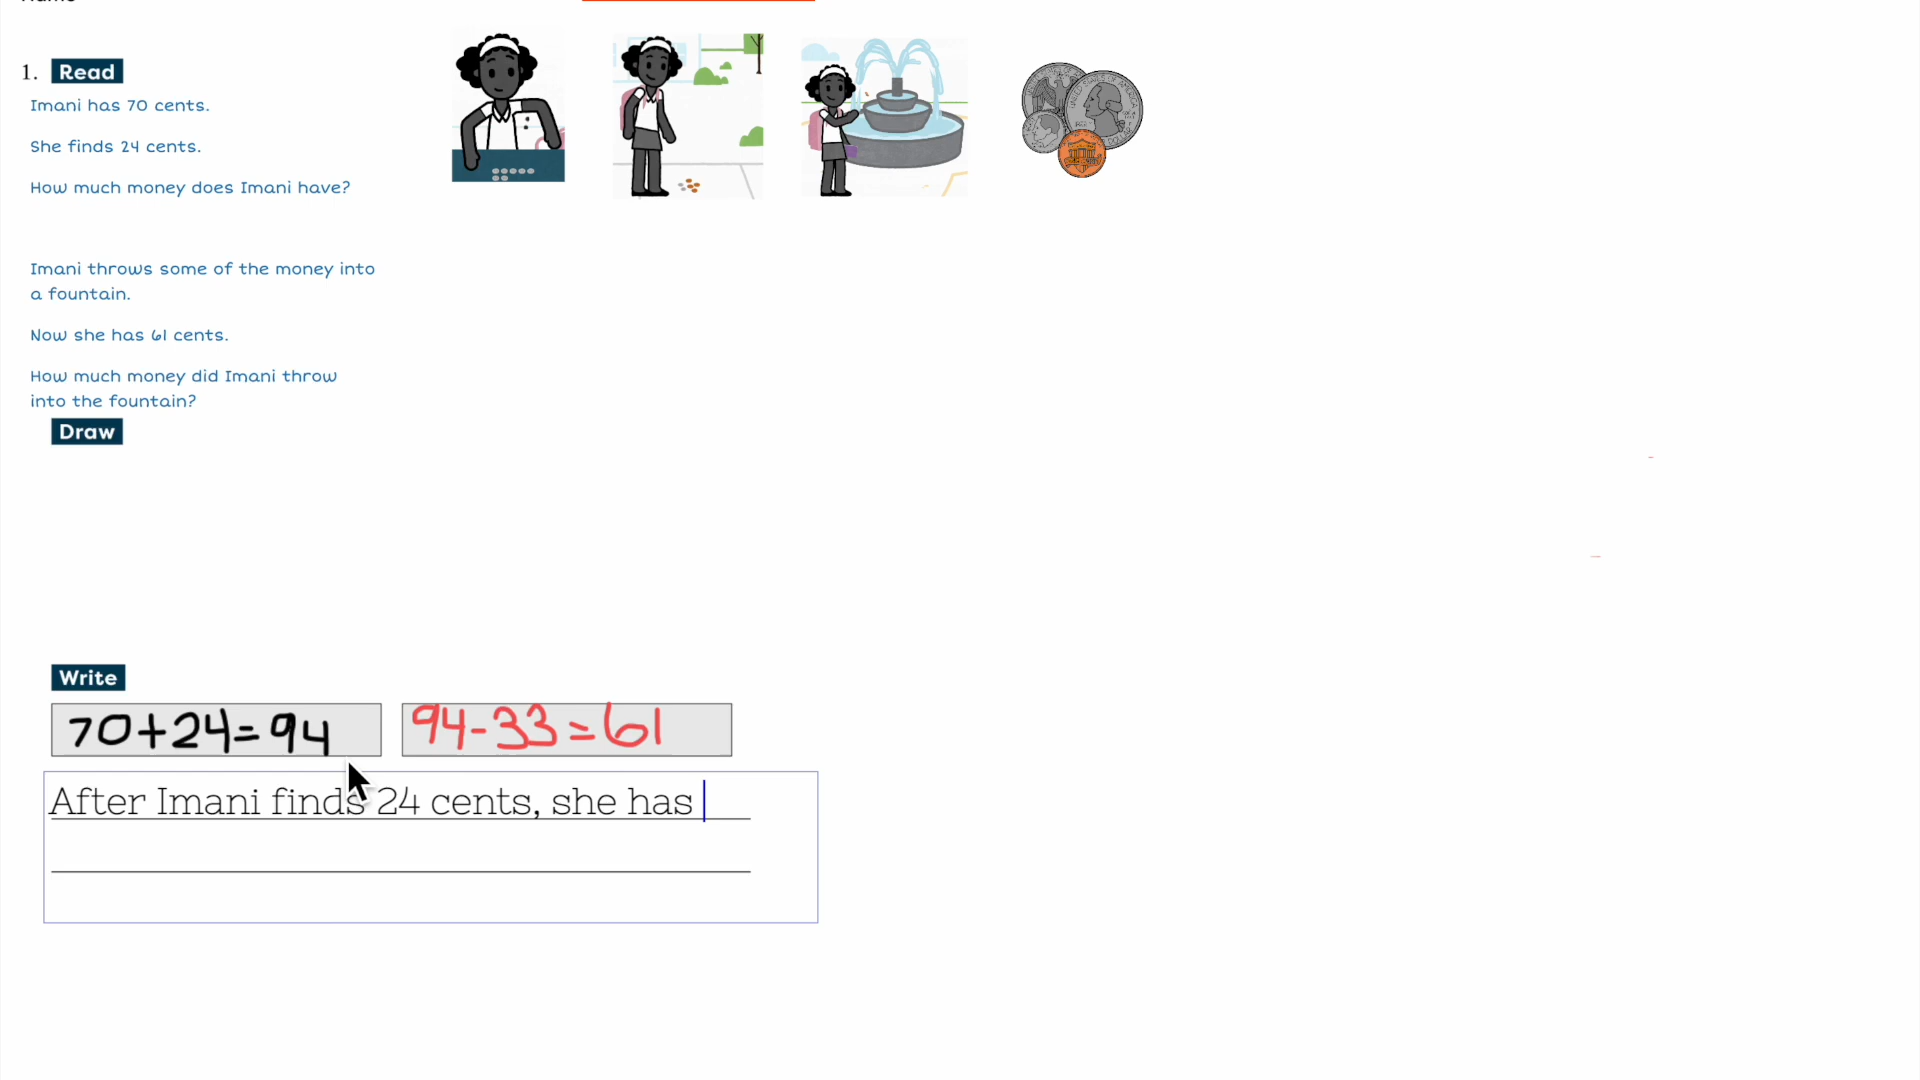 1. Read
Imani has 70 cents.
She finds 24 cents.
How much money does Imani have?
Imani throws some of the money into
a fountain.
Now she has 61 cents.
How much money did Imani throw
into the fountain?
Draw
Write
70+24=94
94-33=61
After Imani finds 24 cents, she has